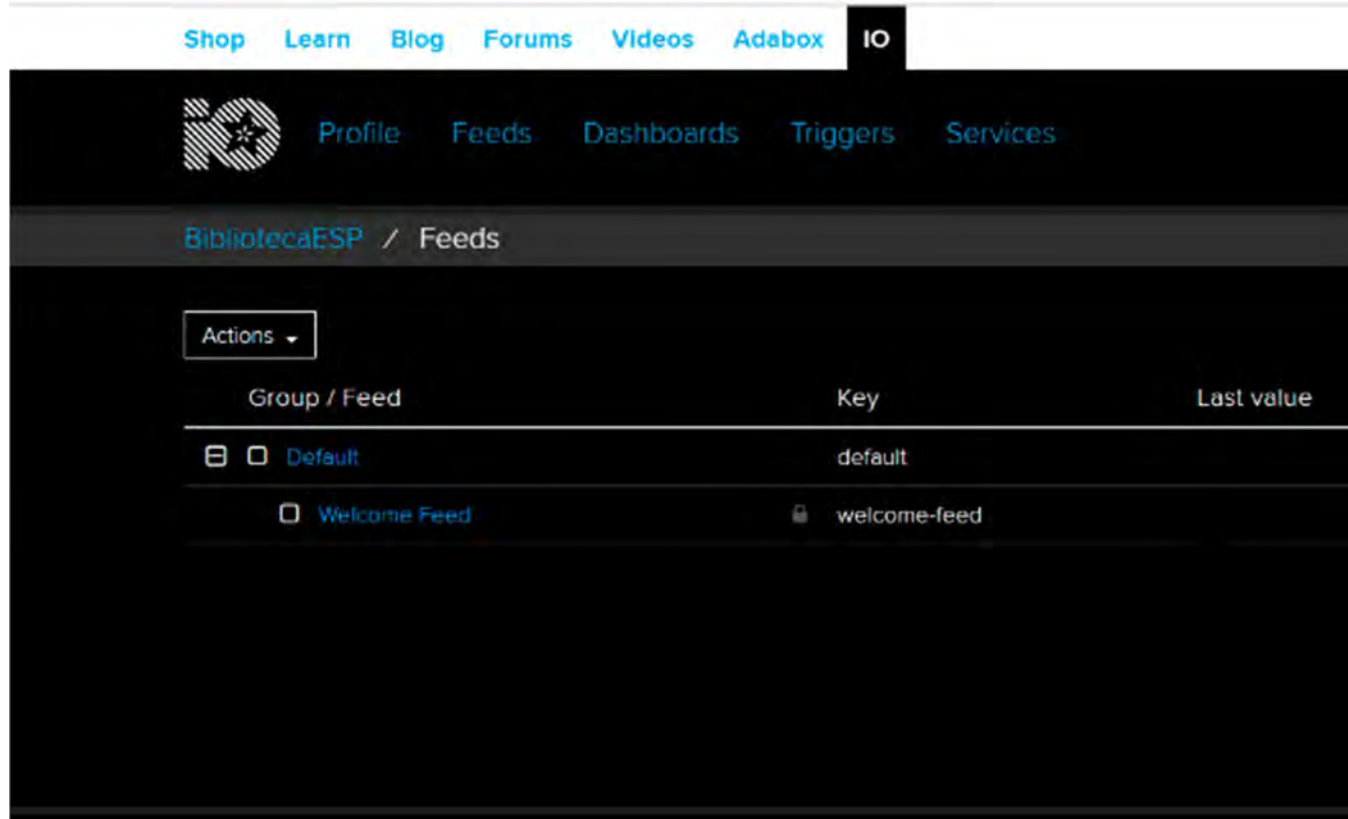 Shop Learn Blog Forums Videos Adabox IO
iO Profile Feeds Dashboards Triggers Services
BibliotecaESP / Feeds
Actions
Group / Feed Key Last value
Default default
Welcome Feed welcome-feed